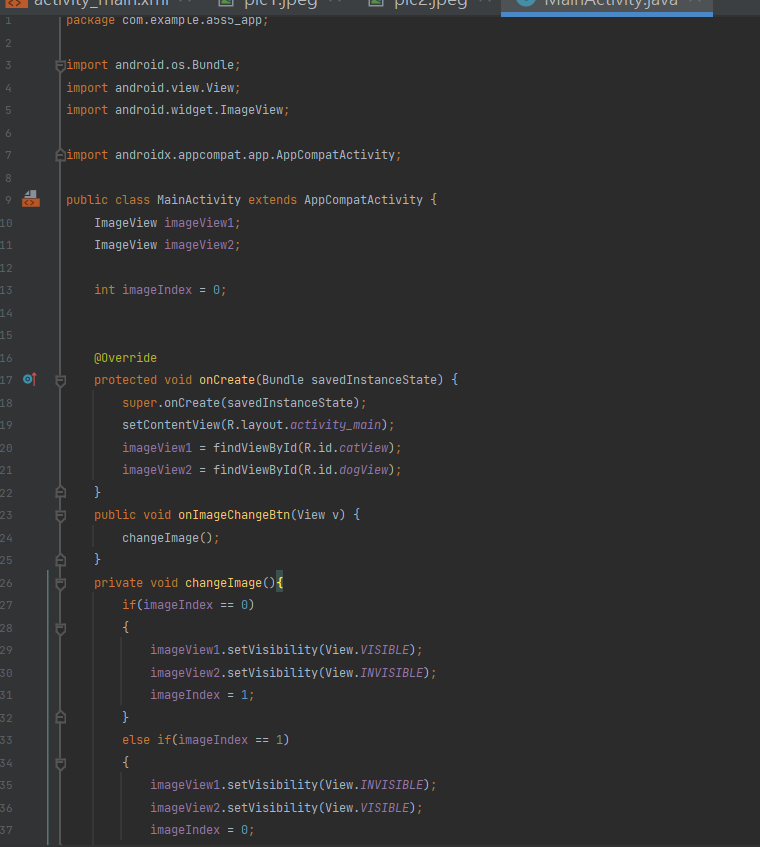 activity_main.xml pic1.jpeg pic2.jpeg MainActivity.java
1 package com.example.a5s5_app;
2
3 import android.os.Bundle;
4 import android.view.View;
5 import android.widget.ImageView;
6
7 import androidx.appcompat.app.AppCompatActivity;
8
9 public class MainActivity extends AppCompatActivity {
10 ImageView imageView1;
11 ImageView imageView2;
12
13 int imageIndex = 0;
14
15
16 @Override
17 protected void onCreate(Bundle savedInstanceState) {
18 super.onCreate(savedInstanceState);
19 setContentView(R.layout.activity_main);
20 imageView1 = findViewById(R.id.catView);
21 imageView2 = findViewById(R.id.dogView);
22 }
23 public void onImageChangeBtn(View v) {
24 changeImage();
25 }
26 private void changeImage(){
27 if(imageIndex == 0)
28 {
29 imageView1.setVisibility(View.VISIBLE);
30 imageView2.setVisibility(View.INVISIBLE);
31 imageIndex = 1;
32 }
33 else if(imageIndex == 1)
34 {
35 imageView1.setVisibility(View.INVISIBLE);
36 imageView2.setVisibility(View.VISIBLE);
37 imageIndex = 0;